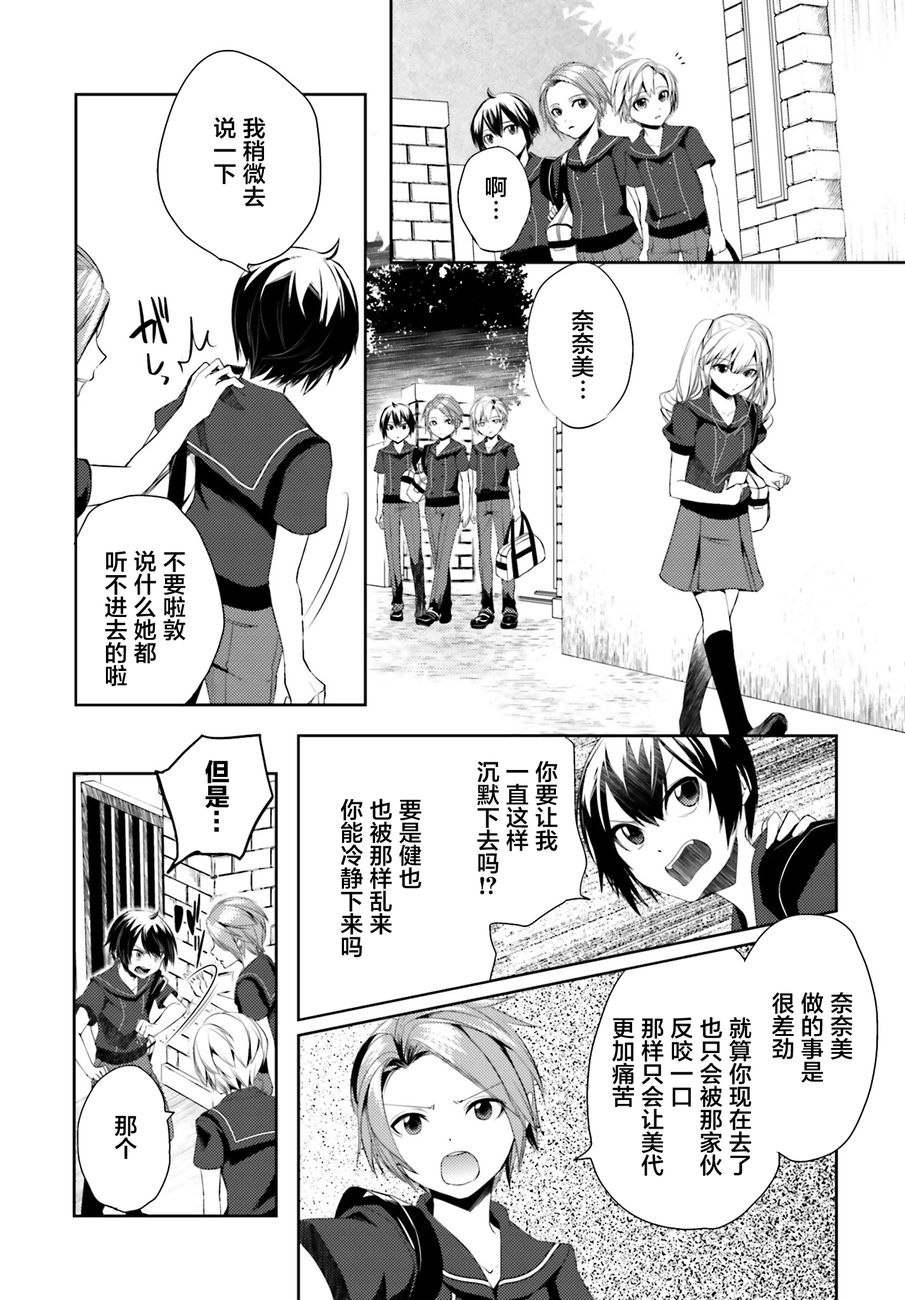 啊…
奈奈美…
我稍微去
说一下
ガッ
不要啦敦
说什么她都
听不进去的啦
你要让我
一直这样
沉默下去吗!?
要是健也
也被那样乱来
你能冷静下来吗
但是…
奈奈美
做的事是
很差劲
就算你现在去了
也只会被那家伙
反咬一口
那样只会让美代
更加痛苦
那个